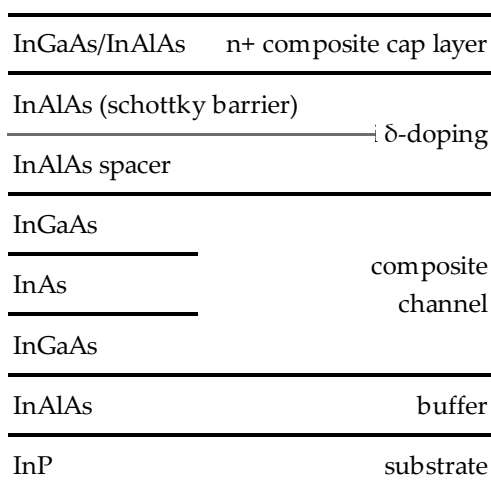 InGaAs/InAlAs n+ composite cap layer
InAlAs (schottky barrier)
δ-doping
InAlAs spacer
InGaAs
composite
InAs
channel
InGaAs
InAlAs buffer
InP substrate